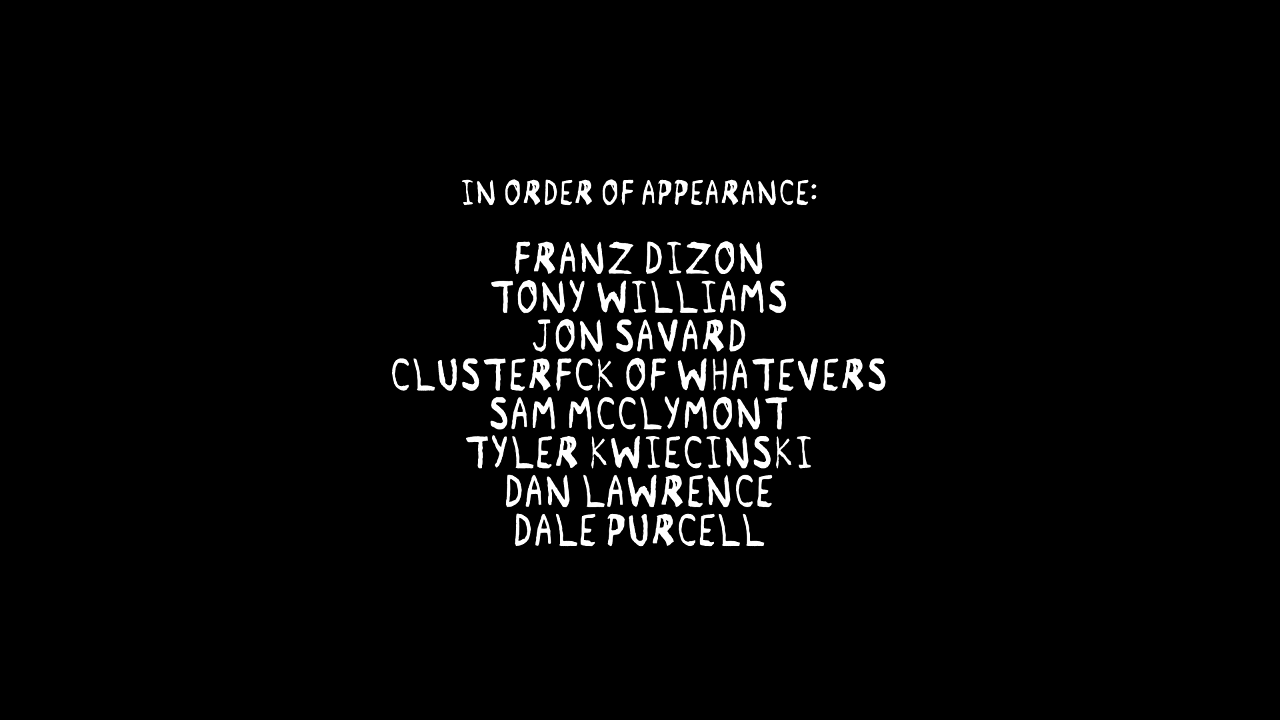 IN ORDER OF APPEARANCE:
FRANZ DIZON
TONY WILLIAMS
JON SAVARD
CLUSTERFCK OF WHATEVERS
SAM MCCLYMONT
TYLER KWIECINSKI
DAN LAWRENCE
DALE PURCELL